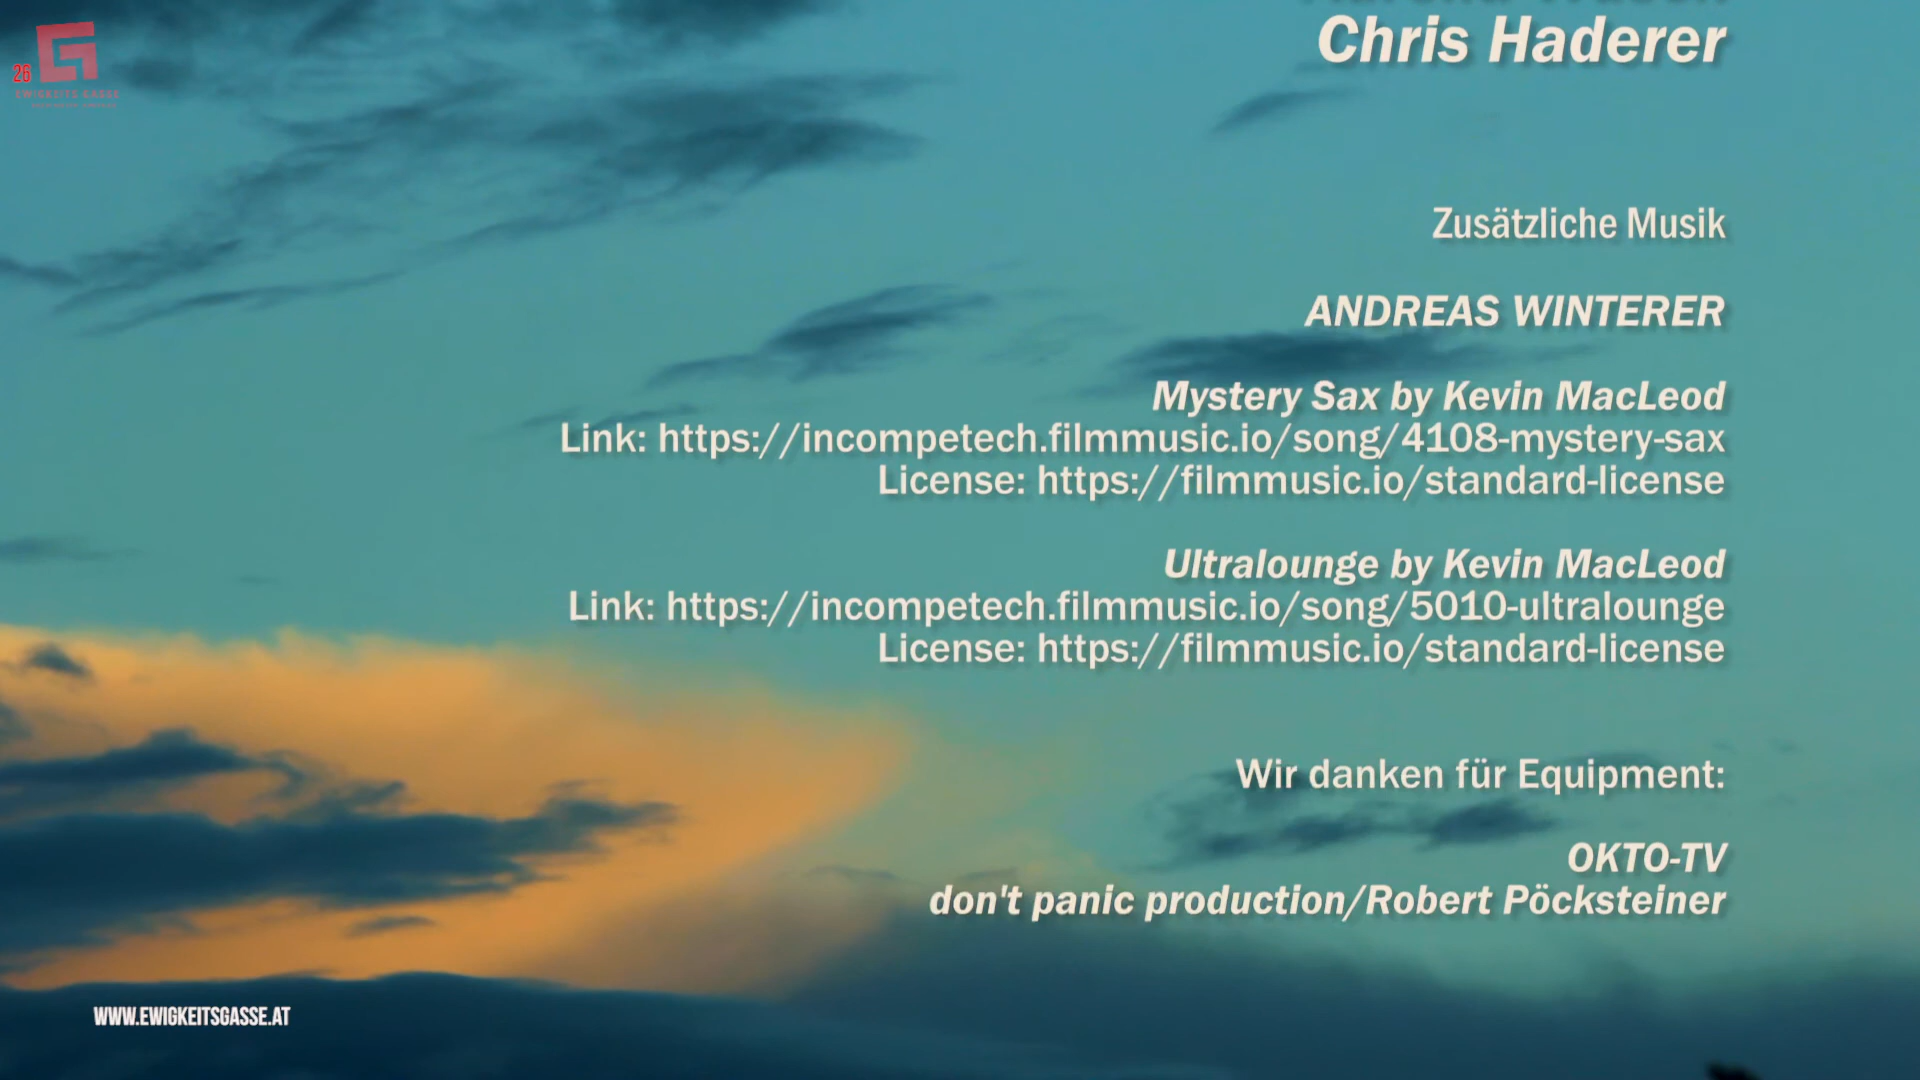 Chris Haderer
26
EWIGKEITS GASSE
Zusätzliche Musik
ANDREAS WINTERER
Mystery Sax by Kevin MacLeod
Link: https://incompetech.filmmusic.io/song/4108-mystery-sax
License: https://filmmusic.io/standard-license
Ultralounge by Kevin MacLeod
Link: https://incompetech.filmmusic.io/song/5010-ultralounge
License: https://filmmusic.io/standard-license
Wir danken für Equipment:
OKTO-TV
don't panic production/Robert Pöcksteiner
WWW.EWIGKEITSGASSE.AT